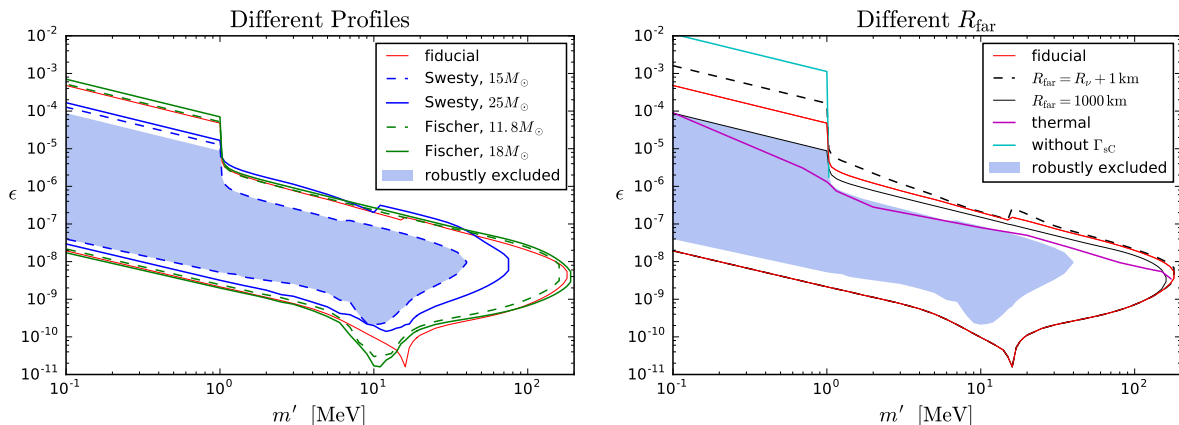 Different Profiles
ϵ
10^-2
10^-3
10^-4
10^-5
10^-6
10^-7
10^-8
10^-9
10^-10
10^-11
fiducial
Swesty, 15M⊙
Swesty, 25M⊙
Fischer, 11.8M⊙
Fischer, 18M⊙
robustly excluded
10^-1
10^0
10^1
10^2
m′ [MeV]
Different R_far
ϵ
10^-2
10^-3
10^-4
10^-5
10^-6
10^-7
10^-8
10^-9
10^-10
10^-11
fiducial
R_far = R_ν + 1 km
R_far = 1000 km
thermal
without Γ_sC
robustly excluded
10^-1
10^0
10^1
10^2
m′ [MeV]